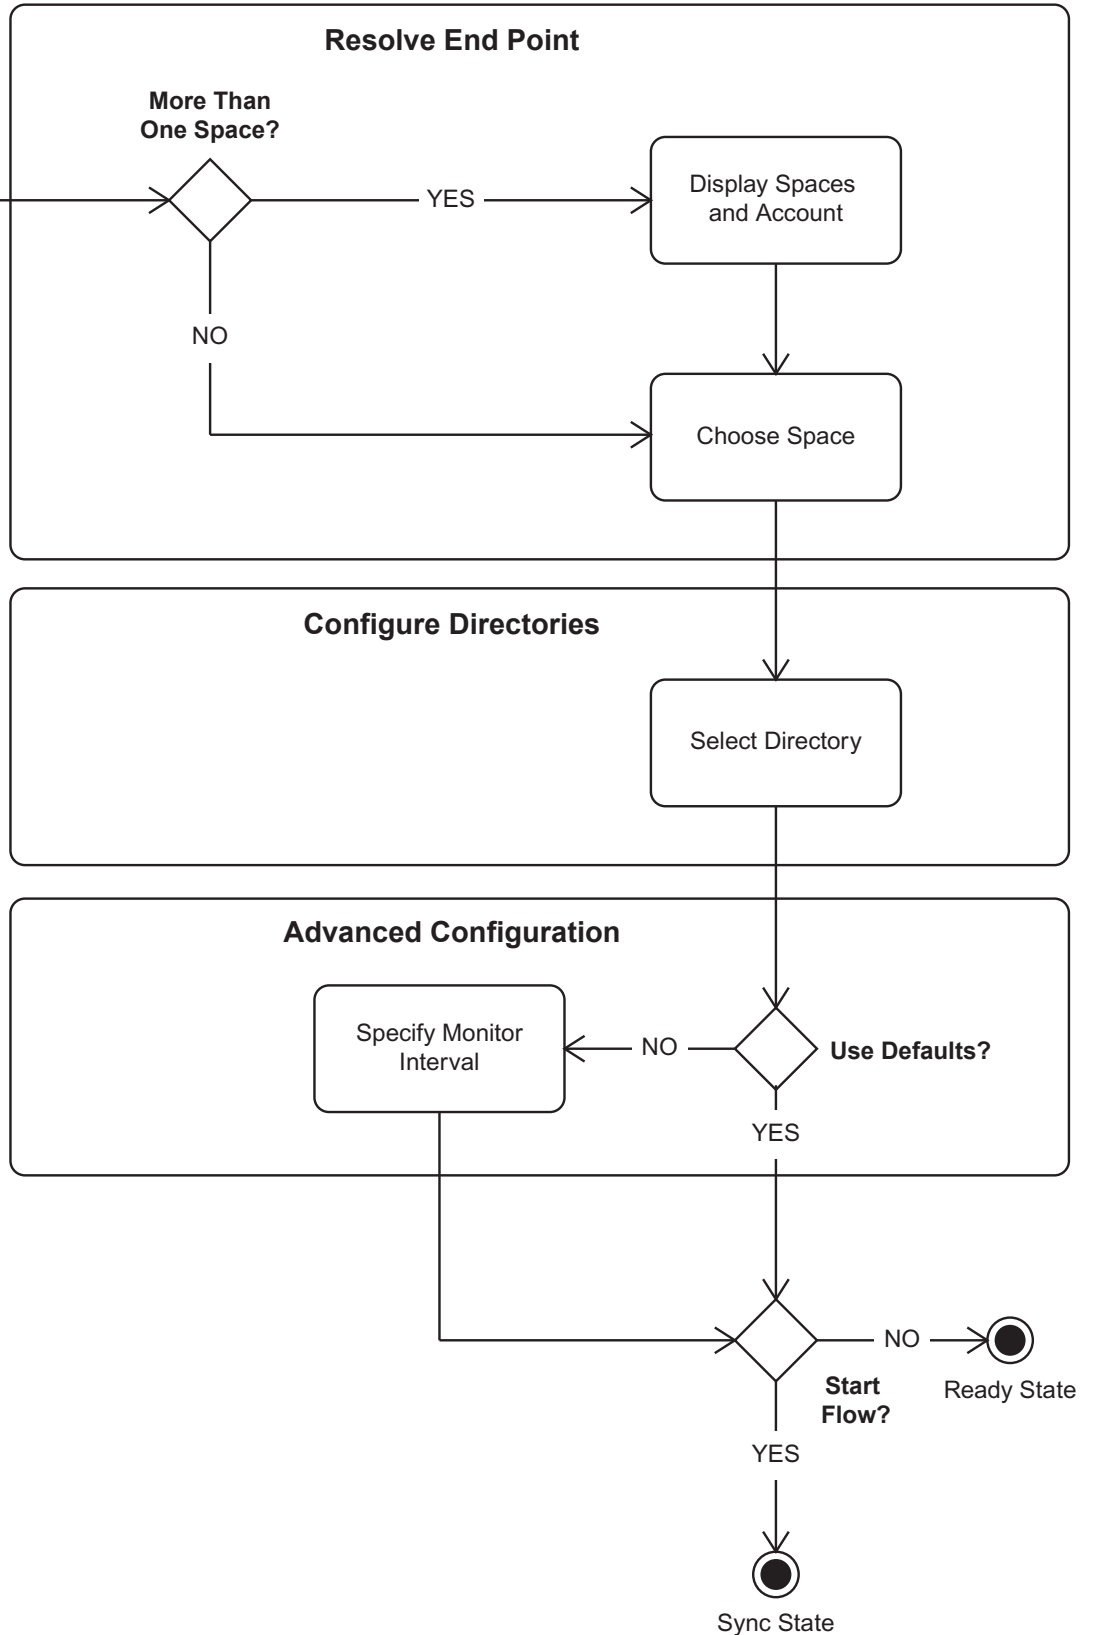 Resolve End Point
More Than
One Space?
YES
Display Spaces
and Account
NO
Choose Space
Configure Directories
Select Directory
Advanced Configuration
Specify Monitor
Interval
NO
Use Defaults?
YES
NO
Start
Flow?
Ready State
YES
Sync State